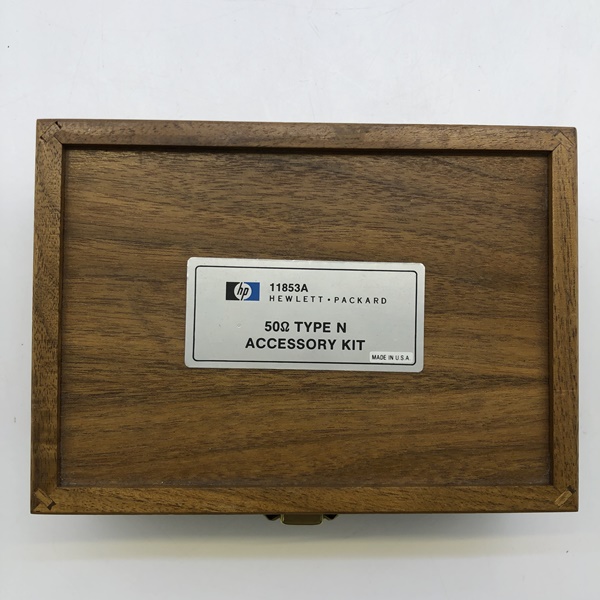 hp 11853A
HEWLETT • PACKARD
50Ω TYPE N
ACCESSORY KIT
MADE IN U.S.A